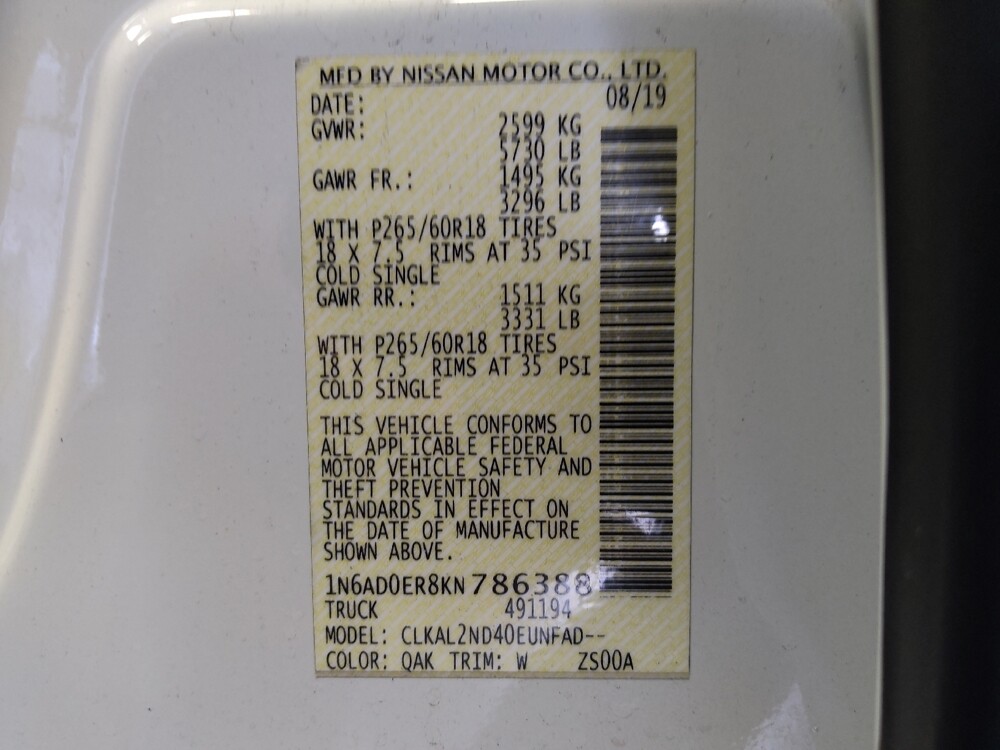 MFD BY NISSAN MOTOR CO., LTD.
DATE: 08/19
GVWR: 2599 KG
5730 LB
GAWR FR.: 1495 KG
3296 LB
WITH P265/60R18 TIRES
18 X 7.5 RIMS AT 35 PSI
COLD SINGLE
GAWR RR.: 1511 KG
3331 LB
WITH P265/60R18 TIRES
18 X 7.5 RIMS AT 35 PSI
COLD SINGLE
THIS VEHICLE CONFORMS TO
ALL APPLICABLE FEDERAL
MOTOR VEHICLE SAFETY AND
THEFT PREVENTION
STANDARDS IN EFFECT ON
THE DATE OF MANUFACTURE
SHOWN ABOVE.
1N6AD0ER8KN786388
TRUCK 491194
MODEL: CLKAL2ND40EUNFAD--
COLOR: QAK TRIM: W ZS00A